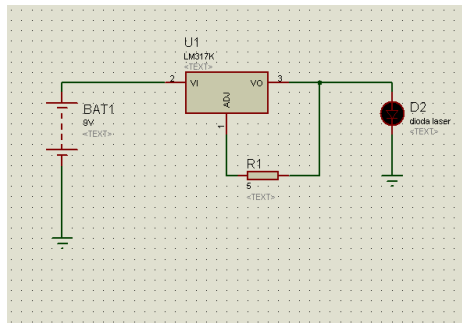 U1
LM317K
<TEXT>
2
VI
VO
3
ADJ
1
BAT1
9V
<TEXT>
D2
dioda laser
<TEXT>
R1
5
<TEXT>